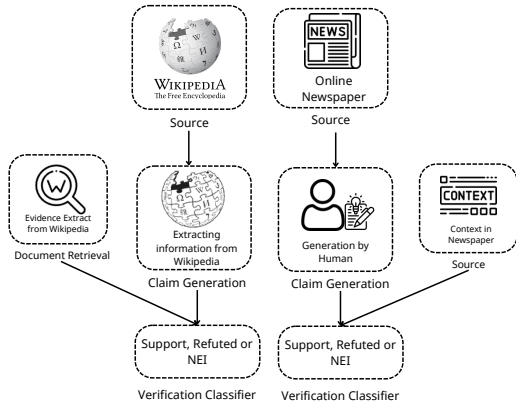 WIKIPEDIA
The Free Encyclopedia
NEWS
Online
Newspaper
Source
Source
W
Evidence Extract
from Wikipedia
Document Retrieval
Extracting
information from
Wikipedia
Claim Generation
Generation by
Human
Claim Generation
CONTEXT
Context in
Newspaper
Source
Support, Refuted or
NEI
Support, Refuted or
NEI
Verification Classifier
Verification Classifier